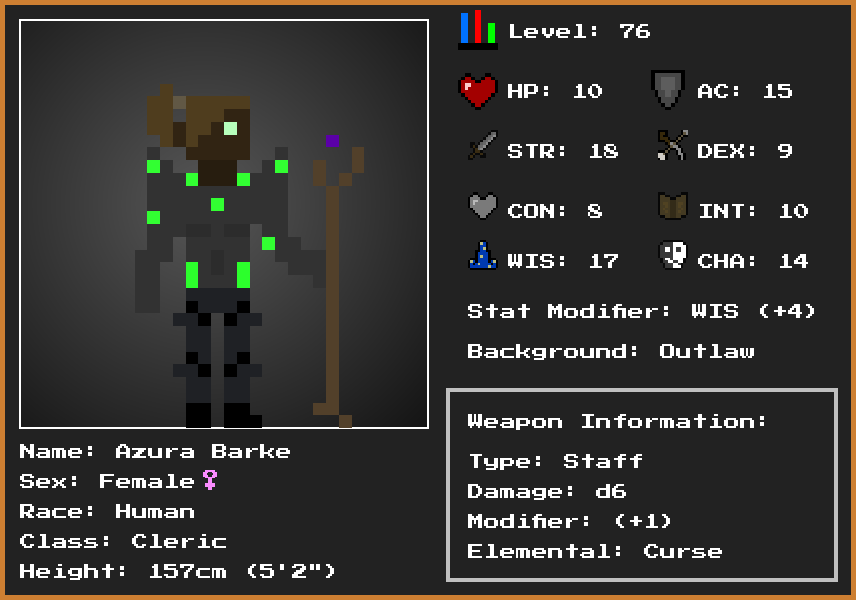 Level: 76
HP: 10 AC: 15
STR: 18 DEX: 9
CON: 8 INT: 10
WIS: 17 CHA: 14
Stat Modifier: WIS (+4)
Background: Outlaw
Weapon Information:
Type: Staff
Damage: d6
Modifier: (+1)
Elemental: Curse
Name: Azura Barke
Sex: Female♀
Race: Human
Class: Cleric
Height: 157cm (5'2")